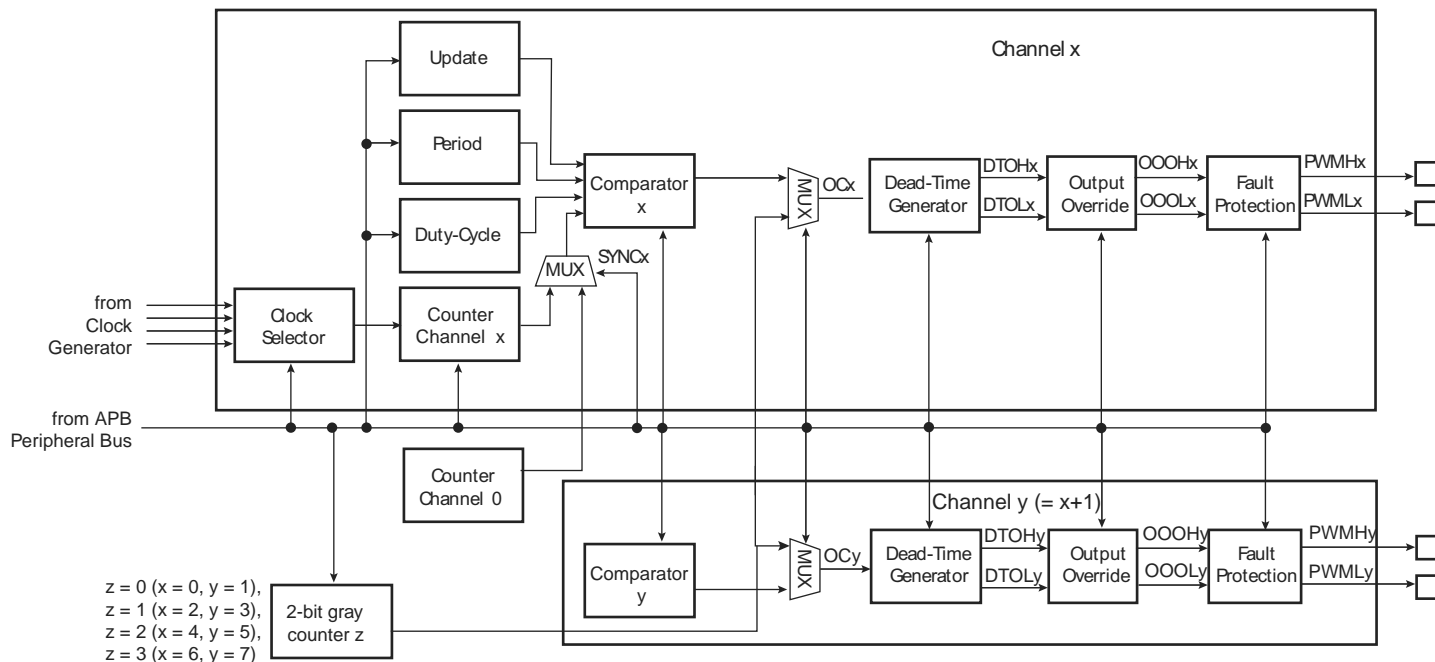 Channel x
Update
Period
Comparator
x
MUX
OCx
Dead-Time
Generator
DTOHx
DTOLx
Output
Override
OOOHx
OOOLx
Fault
Protection
PWMHx
PWMLx
Duty-Cycle
MUX
SYNCx
from
Clock
Generator
Clock
Selector
Counter
Channel x
from APB
Peripheral Bus
Counter
Channel 0
Channel y (= x+1)
Comparator
y
MUX
OCy
Dead-Time
Generator
DTOHy
DTOLy
Output
Override
OOOHy
OOOLy
Fault
Protection
PWMHy
PWMLy
z = 0 (x = 0, y = 1),
z = 1 (x = 2, y = 3),
z = 2 (x = 4, y = 5),
z = 3 (x = 6, y = 7)
2-bit gray
counter z